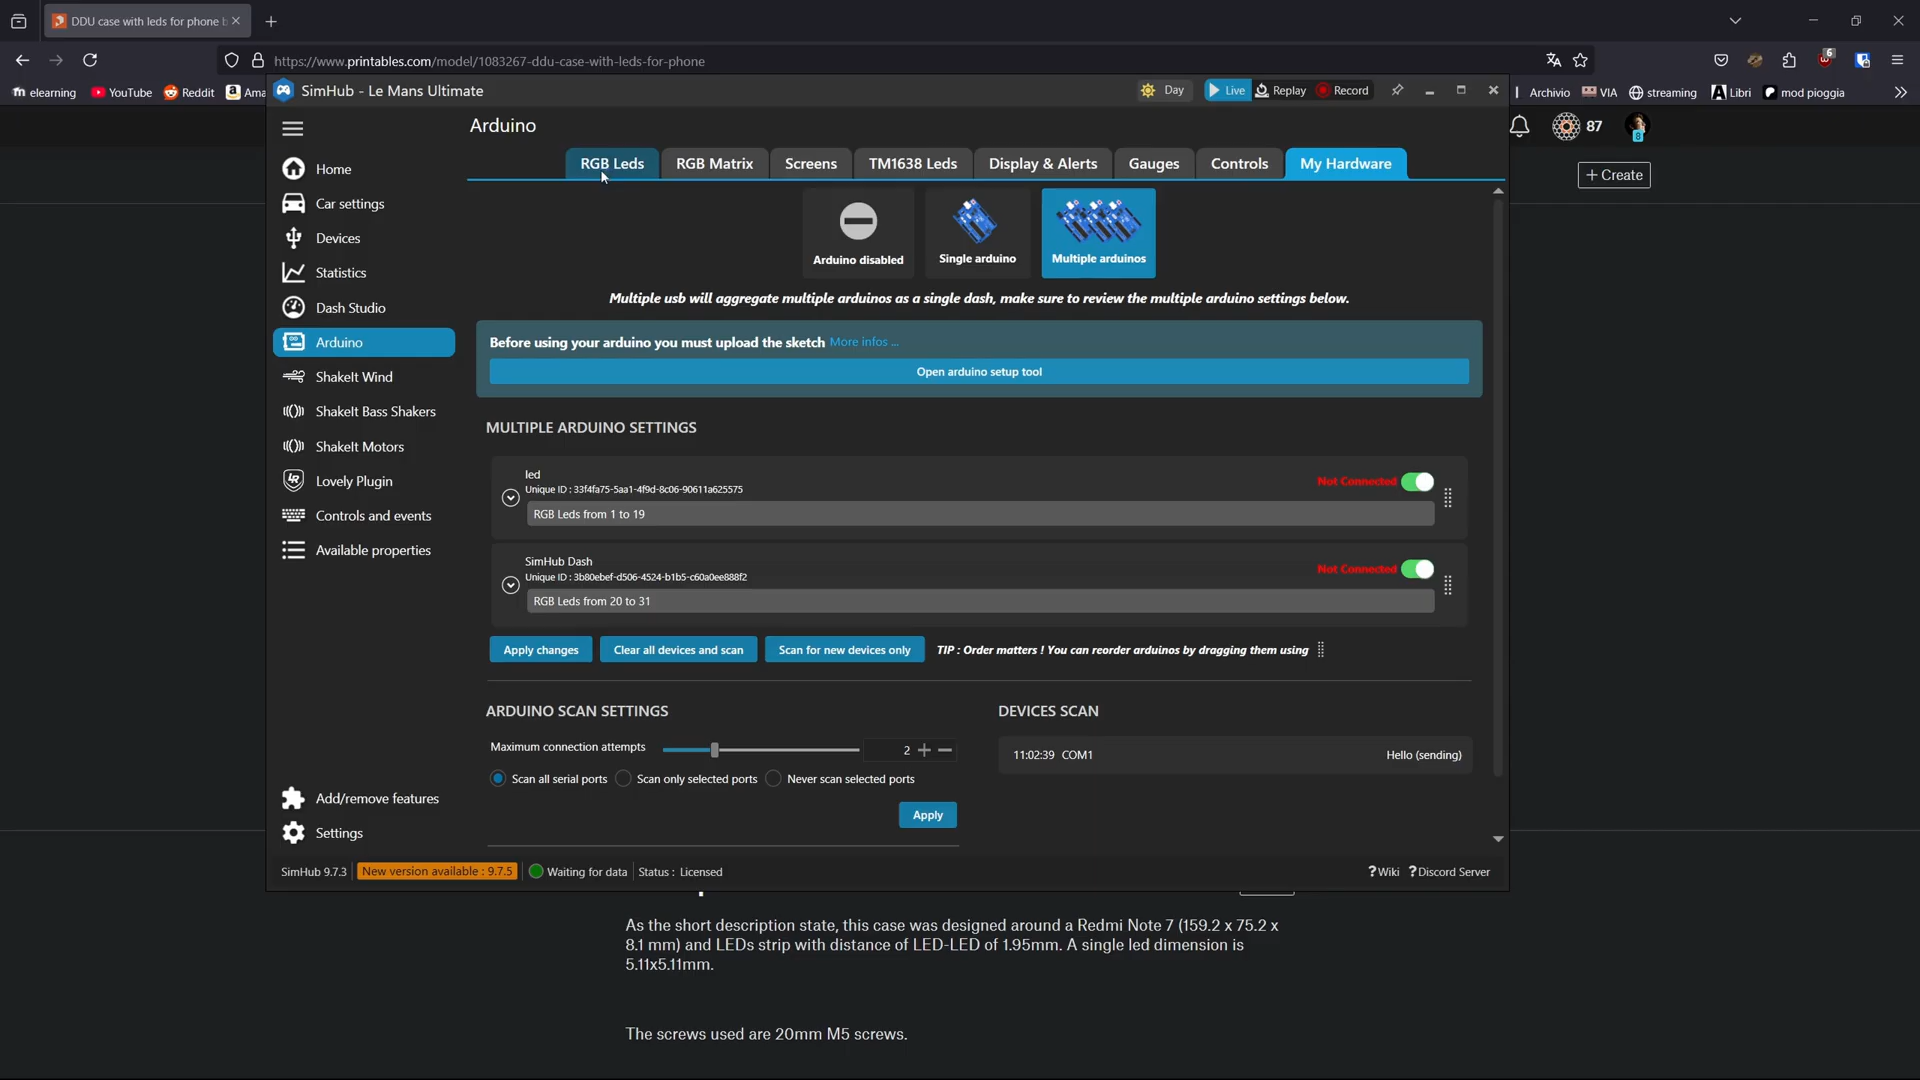 DDU case with leds for phone b
https://www.printables.com/model/1083267-ddu-case-with-leds-for-phone
6
elearning
YouTube
Reddit
Ama
Archivio
VIA
streaming
Libri
mod pioggia
SimHub - Le Mans Ultimate
Day
Live
Replay
Record
87
8
+ Create
Arduino
RGB Leds
RGB Matrix
Screens
TM1638 Leds
Display & Alerts
Gauges
Controls
My Hardware
Home
Car settings
Devices
Statistics
Dash Studio
Arduino
ShakeIt Wind
ShakeIt Bass Shakers
ShakeIt Motors
Lovely Plugin
Controls and events
Available properties
Add/remove features
Settings
Arduino disabled
Single arduino
Multiple arduinos
Multiple usb will aggregate multiple arduinos as a single dash, make sure to review the multiple arduino settings below.
Before using your arduino you must upload the sketch More infos ...
Open arduino setup tool
MULTIPLE ARDUINO SETTINGS
led
Unique ID : 33f4fa75-5aa1-4f9d-8c06-90611a625575
Not Connected
RGB Leds from 1 to 19
SimHub Dash
Unique ID : 3b80ebef-d506-4524-b1b5-c60a0ee888f2
Not Connected
RGB Leds from 20 to 31
Apply changes
Clear all devices and scan
Scan for new devices only
TIP : Order matters ! You can reorder arduinos by dragging them using
ARDUINO SCAN SETTINGS
Maximum connection attempts
2
Scan all serial ports
Scan only selected ports
Never scan selected ports
Apply
DEVICES SCAN
11:02:39 COM1
Hello (sending)
SimHub 9.7.3
New version available : 9.7.5
Waiting for data
Status : Licensed
?Wiki
?Discord Server
As the short description state, this case was designed around a Redmi Note 7 (159.2 x 75.2 x
8.1 mm) and LEDs strip with distance of LED-LED of 1.95mm. A single led dimension is
5.11x5.11mm.
The screws used are 20mm M5 screws.